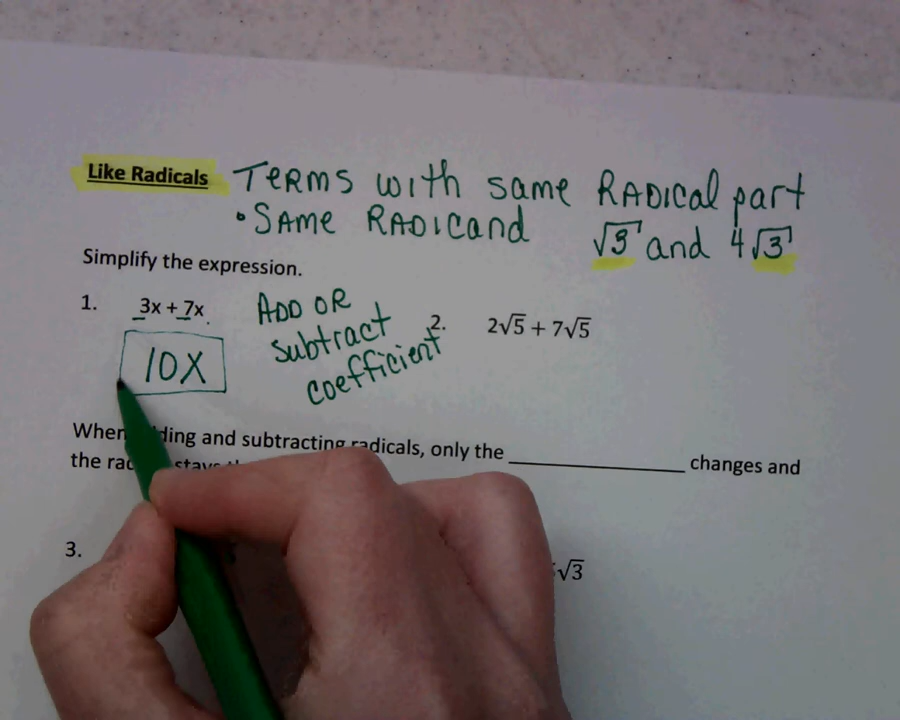 Like Radicals TERMS with same RADICal part
• SAME RADICand √3 and 4√3
Simplify the expression.
1. 3x + 7x ADD OR
subtract
coefficient
10X
2. 2√5 + 7√5
When adding and subtracting radicals, only the ____________ changes and
the
3.
√3